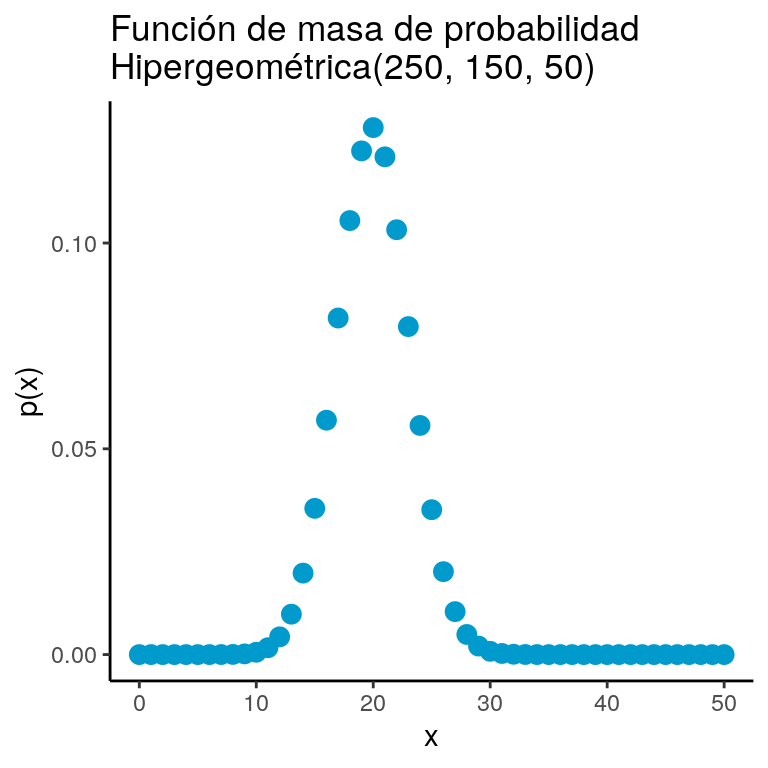 Función de masa de probabilidad
Hipergeométrica(250, 150, 50)
p(x)
0.10
0.05
0.00
0 10 20 30 40 50
x